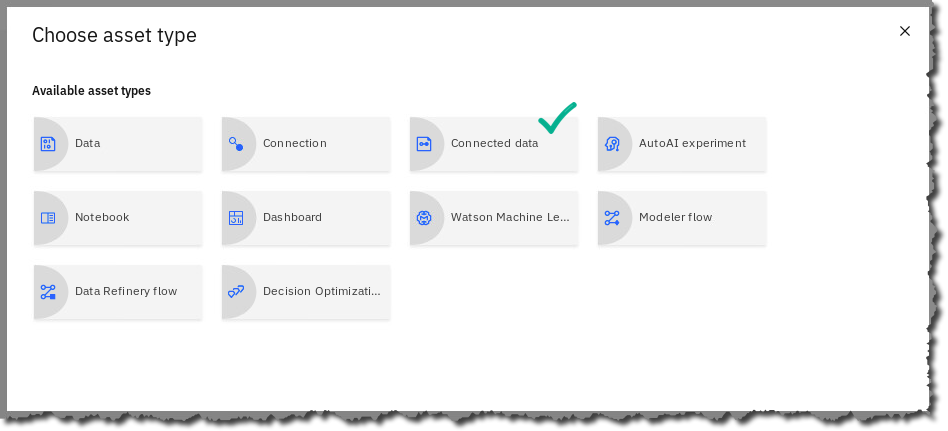 Choose asset type
Available asset types
Data
Connection
Connected data
AutoAI experiment
Notebook
Dashboard
Watson Machine Le...
Modeler flow
Data Refinery flow
Decision Optimizati...